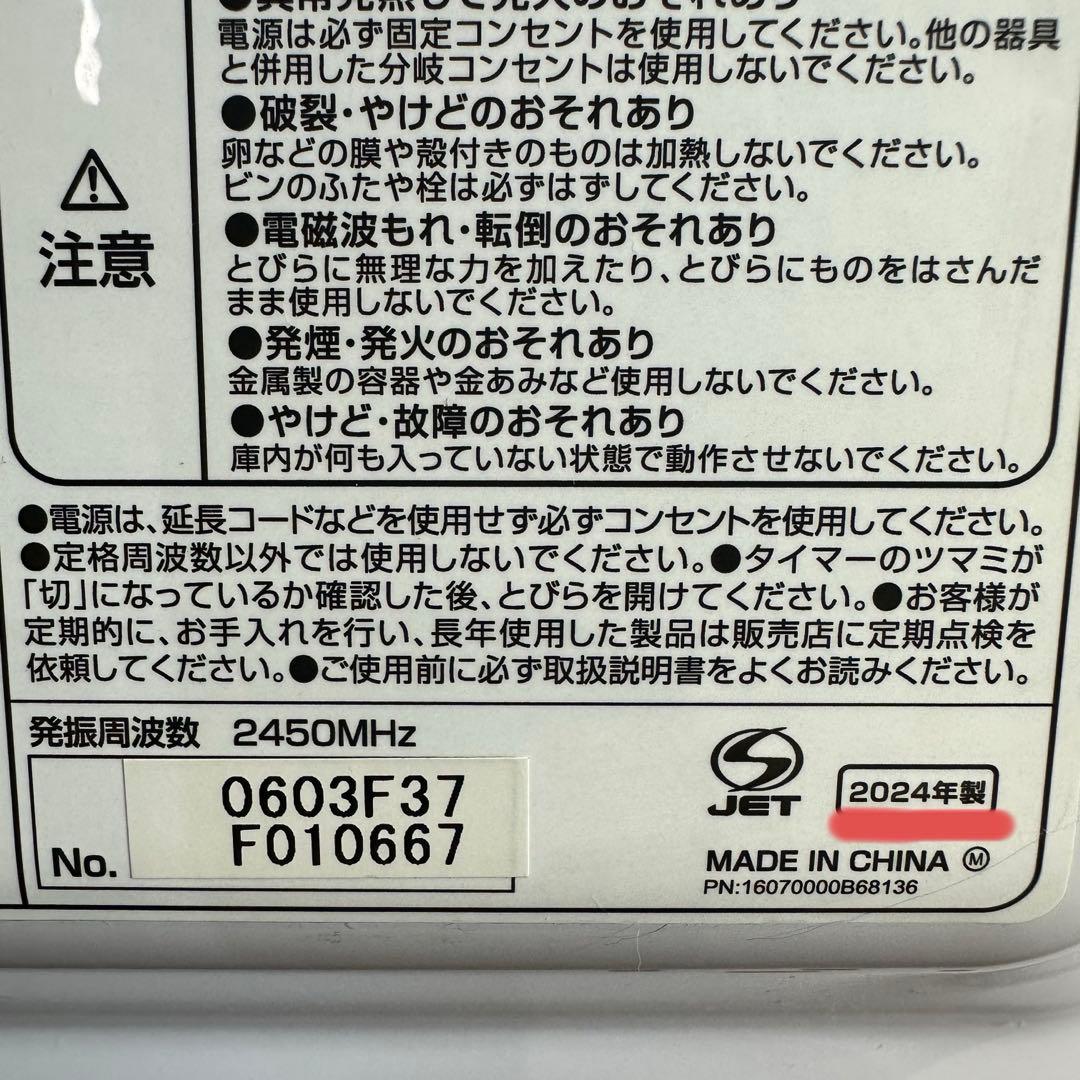 ●異常発熱して発火のおそれあり
電源は必ず固定コンセントを使用してください。他の器具
と併用した分岐コンセントは使用しないでください。
●破裂・やけどのおそれあり
卵などの膜や殻付きのものは加熱しないでください。
ビンのふたや栓は必ずはずしてください。
注意
●電磁波もれ・転倒のおそれあり
とびらに無理な力を加えたり、とびらにものをはさんだ
まま使用しないでください。
●発煙・発火のおそれあり
金属製の容器や金あみなど使用しないでください。
●やけど・故障のおそれあり
庫内が何も入っていない状態で動作させないでください。
●電源は、延長コードなどを使用せず必ずコンセントを使用してください。
●定格周波数以外では使用しないでください。●タイマーのツマミが
「切」になっているか確認した後、とびらを開けてください。●お客様が
定期的に、お手入れを行い、長年使用した製品は販売店に定期点検を
依頼してください。●ご使用前に必ず取扱説明書をよくお読みください。
発振周波数 2450MHz
No. 0603F37
F010667
S JET
2024年製
MADE IN CHINA Ⓜ
PN:16070000B68136